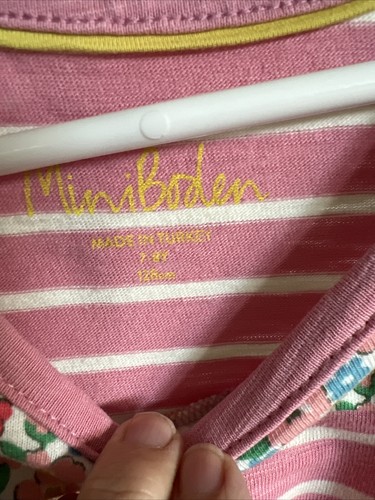 MiniBoden
MADE IN TURKEY
7-8Y
128cm